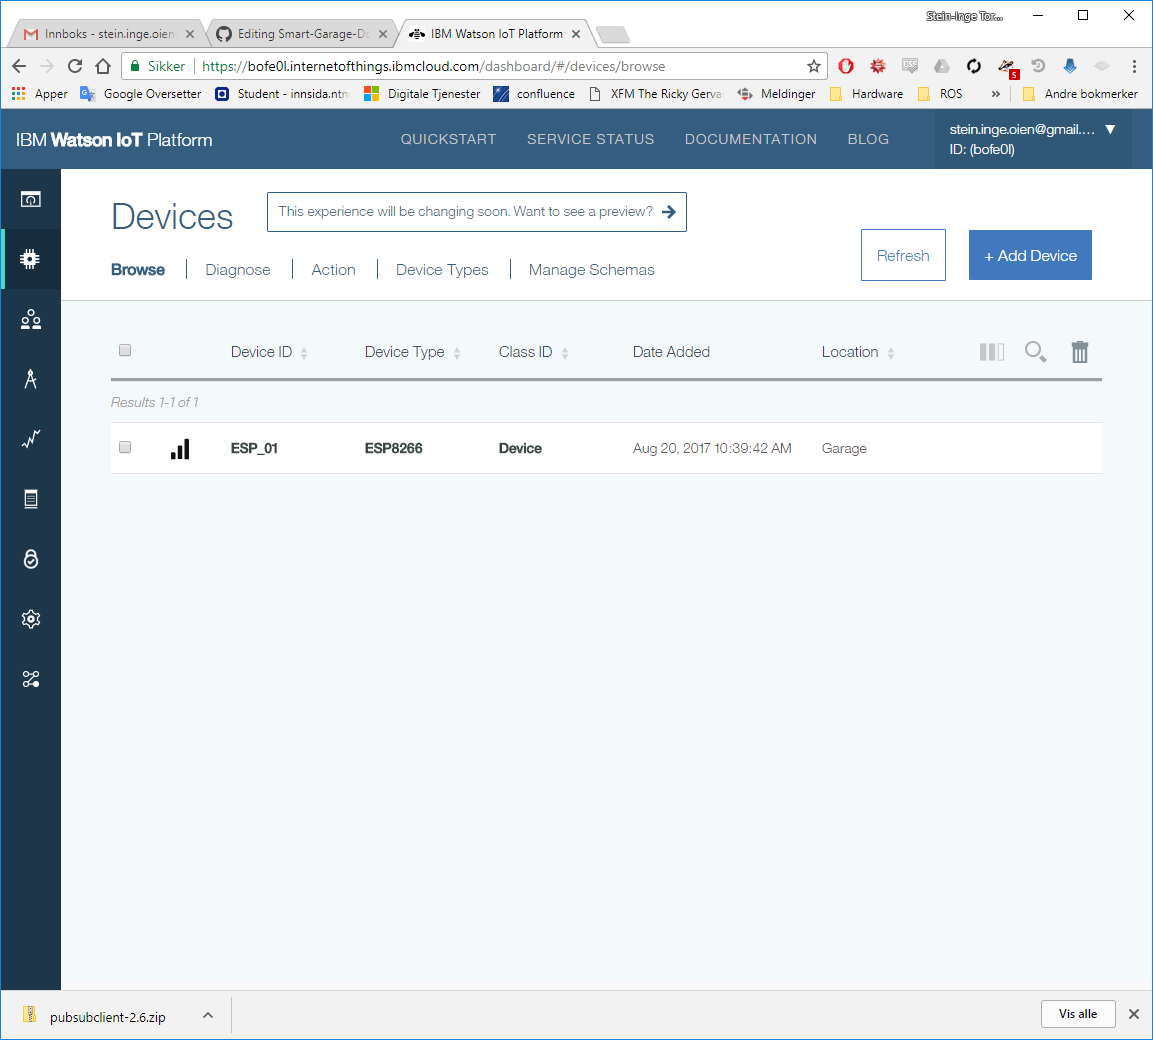 Stein-Inge Tor...
Innboks - stein.inge.oien
Editing Smart-Garage-Do
IBM Watson IoT Platform
Sikker
https://bofe0l.internetofthings.ibmcloud.com/dashboard/#/devices/browse
5
Apper
Google Oversetter
Student - innsida.ntn
Digitale Tjenester
confluence
XFM The Ricky Gerva
Meldinger
Hardware
ROS
»
Andre bokmerker
IBM Watson IoT Platform
QUICKSTART
SERVICE STATUS
DOCUMENTATION
BLOG
stein.inge.oien@gmail....
ID: (bofe0l)
Devices
This experience will be changing soon. Want to see a preview?
Browse
Diagnose
Action
Device Types
Manage Schemas
Refresh
+ Add Device
Device ID
Device Type
Class ID
Date Added
Location
Results 1-1 of 1
ESP_01
ESP8266
Device
Aug 20, 2017 10:39:42 AM
Garage
pubsubclient-2.6.zip
Vis alle